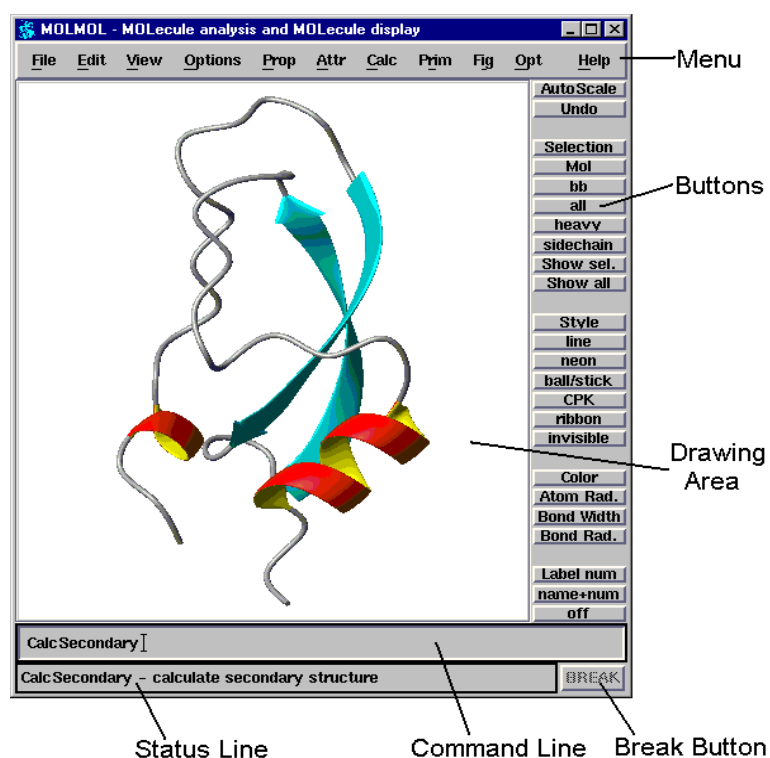 MOLMOL - MOLecule analysis and MOLecule display
File Edit View Options Prop Attr Calc Prim Fig Opt Help
Menu
AutoScale
Undo
Selection
Mol
bb
all
Buttons
heavy
sidechain
Show sel.
Show all
Style
line
neon
ball/stick
CPK
ribbon
invisible
Drawing
Area
Color
Atom Rad.
Bond Width
Bond Rad.
Label num
name+num
off
CalcSecondary
CalcSecondary - calculate secondary structure
BREAK
Status Line
Command Line
Break Button